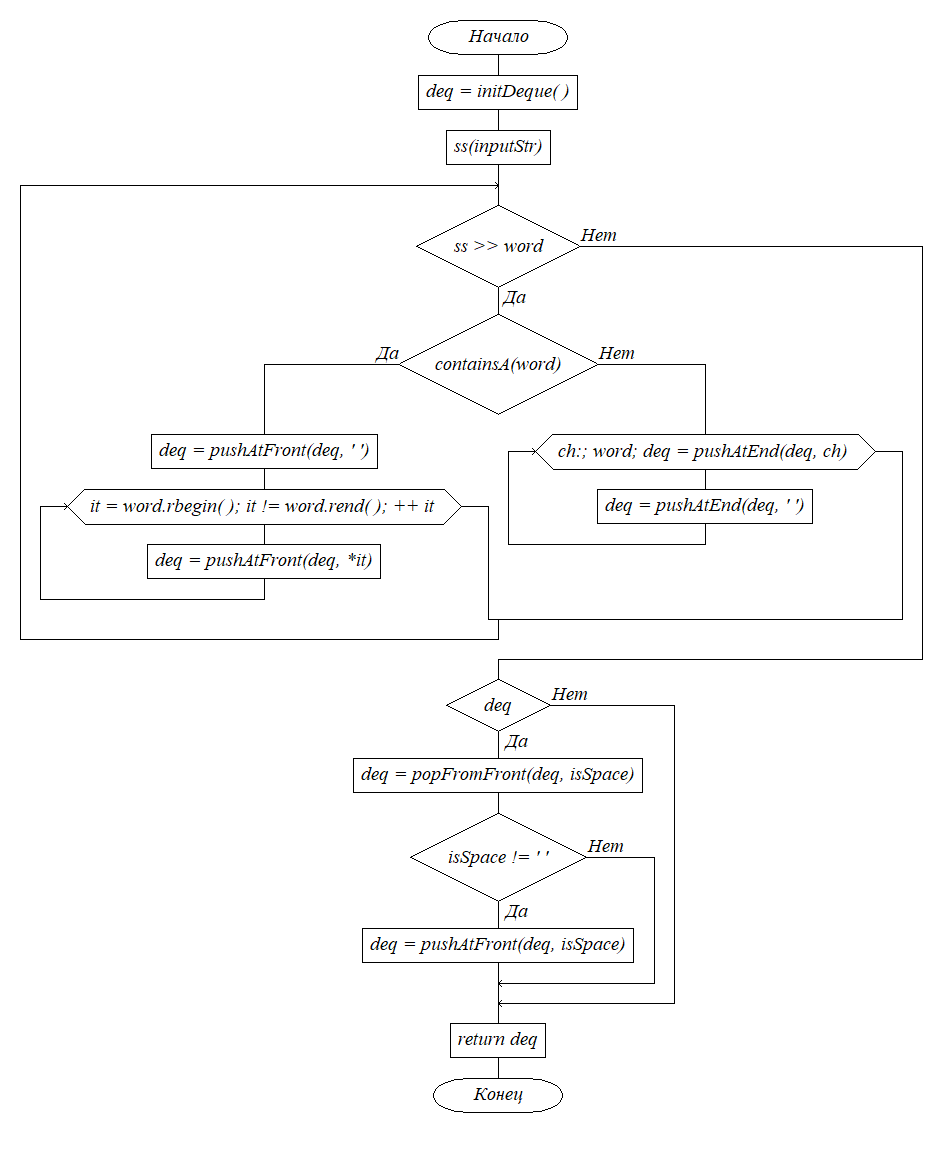 Начало
deq = initDeque( )
ss(inputStr)
ss >> word
Нет
Да
containsA(word)
Да
Нет
deq = pushAtFront(deq, ' ')
it = word.rbegin( ); it != word.rend( ); ++ it
deq = pushAtFront(deq, *it)
ch:; word; deq = pushAtEnd(deq, ch)
deq = pushAtEnd(deq, ' ')
deq
Нет
Да
deq = popFromFront(deq, isSpace)
isSpace != ' '
Нет
Да
deq = pushAtFront(deq, isSpace)
return deq
Конец